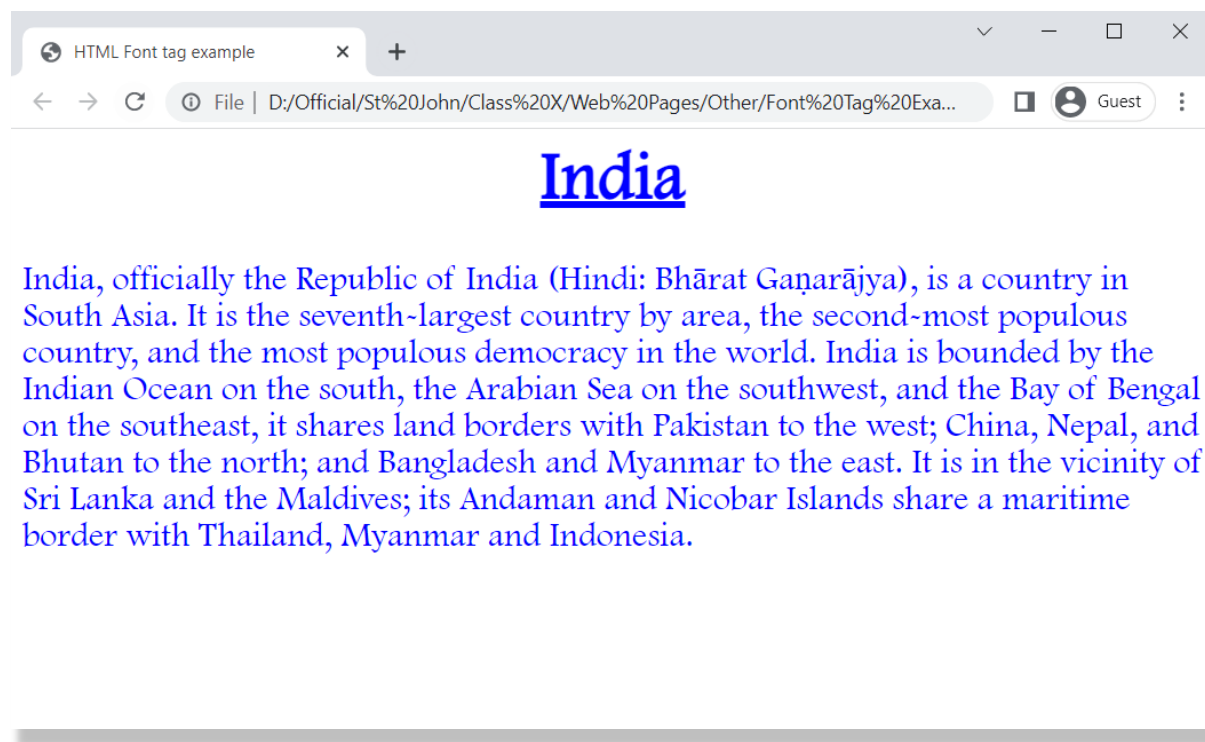 HTML Font tag example
File | D:/Official/St%20John/Class%20X/Web%20Pages/Other/Font%20Tag%20Exa...
Guest
India
India, officially the Republic of India (Hindi: Bhārat Gaṇarājya), is a country in
South Asia. It is the seventh-largest country by area, the second-most populous
country, and the most populous democracy in the world. India is bounded by the
Indian Ocean on the south, the Arabian Sea on the southwest, and the Bay of Bengal
on the southeast, it shares land borders with Pakistan to the west; China, Nepal, and
Bhutan to the north; and Bangladesh and Myanmar to the east. It is in the vicinity of
Sri Lanka and the Maldives; its Andaman and Nicobar Islands share a maritime
border with Thailand, Myanmar and Indonesia.